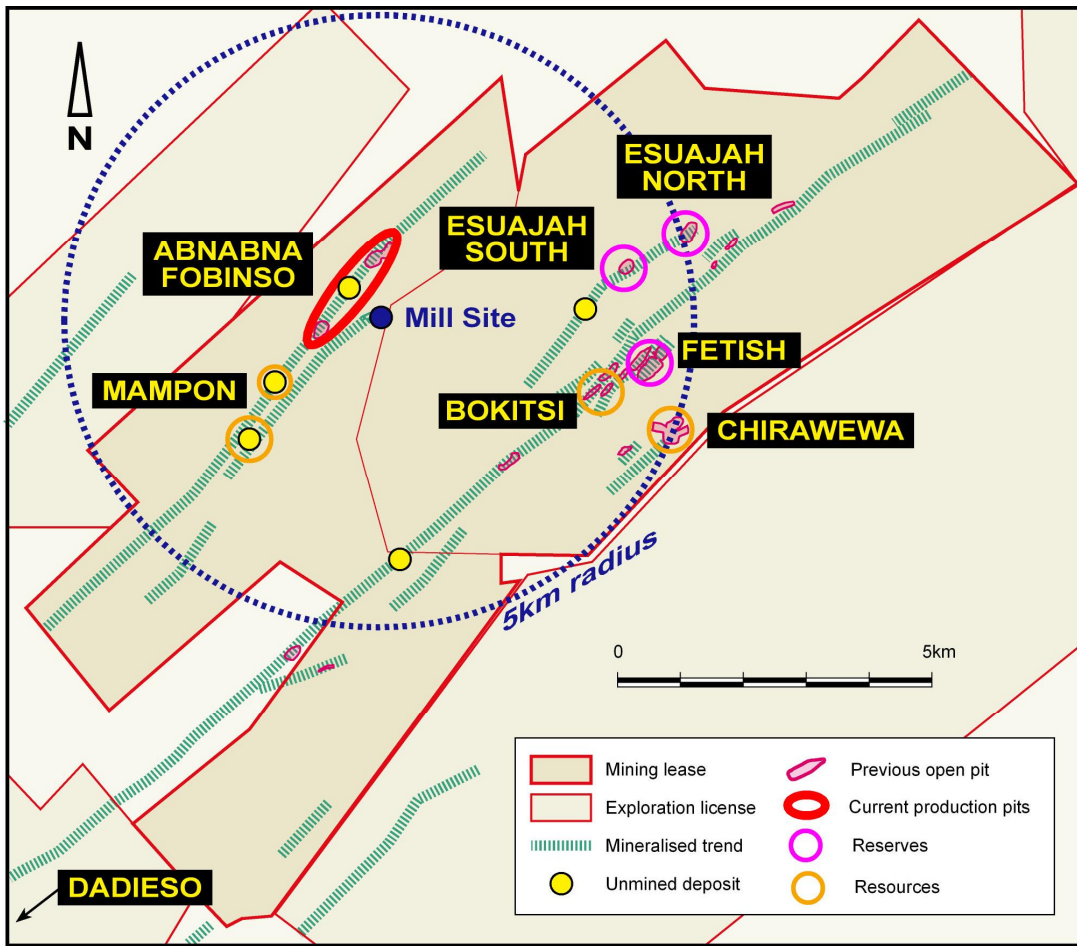 N
ESUAJAH
NORTH
ESUAJAH
SOUTH
ABNABNA
FOBINSO
Mill Site
MAMPON
FETISH
BOKITSI
CHIRAWEWA
5km radius
0
5km
DADIESO
Mining lease
Exploration license
Mineralised trend
Unmined deposit
Previous open pit
Current production pits
Reserves
Resources